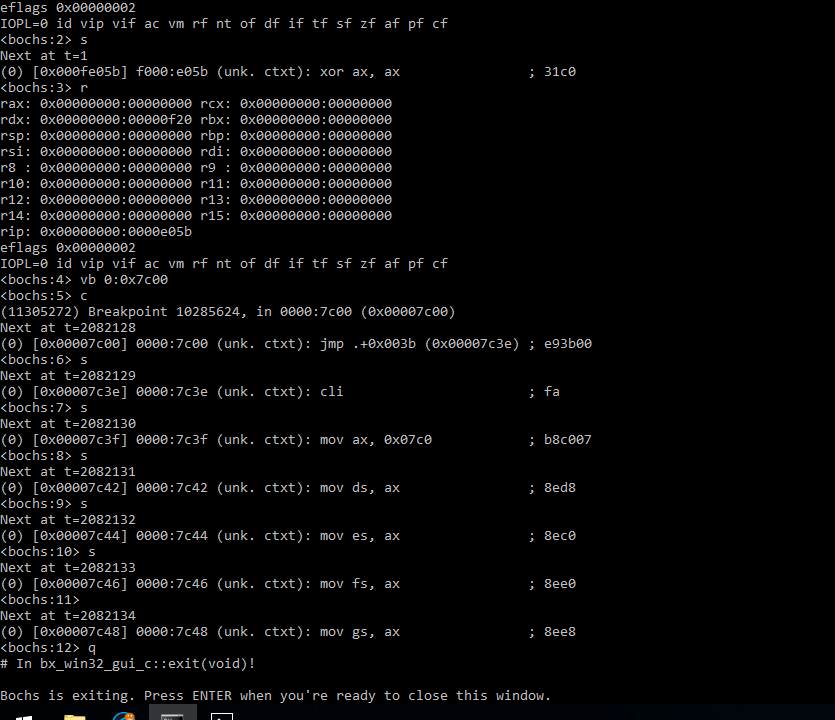 eflags 0x00000002
IOPL=0 id vip vif ac vm rf nt of df if tf sf zf af pf cf
<bochs:2> s
Next at t=1
(0) [0x000fe05b] f000:e05b (unk. ctxt): xor ax, ax                ; 31c0
<bochs:3> r
rax: 0x00000000:00000000 rcx: 0x00000000:00000000
rdx: 0x00000000:00000f20 rbx: 0x00000000:00000000
rsp: 0x00000000:00000000 rbp: 0x00000000:00000000
rsi: 0x00000000:00000000 rdi: 0x00000000:00000000
r8 : 0x00000000:00000000 r9 : 0x00000000:00000000
r10: 0x00000000:00000000 r11: 0x00000000:00000000
r12: 0x00000000:00000000 r13: 0x00000000:00000000
r14: 0x00000000:00000000 r15: 0x00000000:00000000
rip: 0x00000000:0000e05b
eflags 0x00000002
IOPL=0 id vip vif ac vm rf nt of df if tf sf zf af pf cf
<bochs:4> vb 0:0x7c00
<bochs:5> c
(11305272) Breakpoint 10285624, in 0000:7c00 (0x00007c00)
Next at t=2082128
(0) [0x00007c00] 0000:7c00 (unk. ctxt): jmp .+0x003b (0x00007c3e) ; e93b00
<bochs:6> s
Next at t=2082129
(0) [0x00007c3e] 0000:7c3e (unk. ctxt): cli                       ; fa
<bochs:7> s
Next at t=2082130
(0) [0x00007c3f] 0000:7c3f (unk. ctxt): mov ax, 0x07c0            ; b8c007
<bochs:8> s
Next at t=2082131
(0) [0x00007c42] 0000:7c42 (unk. ctxt): mov ds, ax                ; 8ed8
<bochs:9> s
Next at t=2082132
(0) [0x00007c44] 0000:7c44 (unk. ctxt): mov es, ax                ; 8ec0
<bochs:10> s
Next at t=2082133
(0) [0x00007c46] 0000:7c46 (unk. ctxt): mov fs, ax                ; 8ee0
<bochs:11>
Next at t=2082134
(0) [0x00007c48] 0000:7c48 (unk. ctxt): mov gs, ax                ; 8ee8
<bochs:12> q
# In bx_win32_gui_c::exit(void)!
Bochs is exiting. Press ENTER when you're ready to close this window.